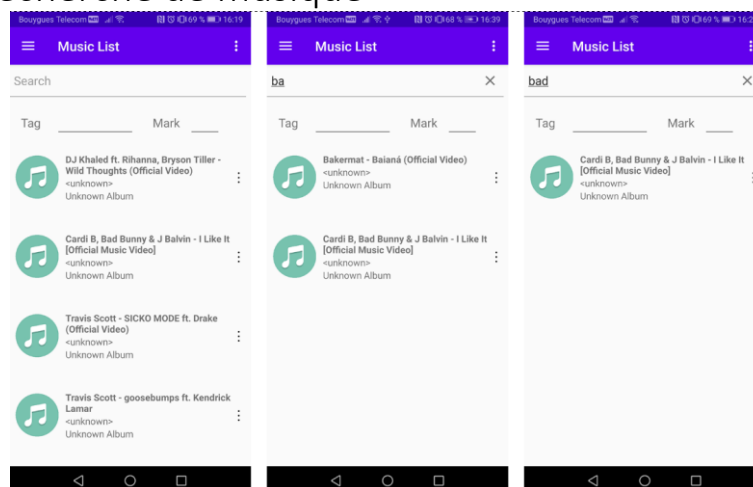 Recherche de musique
Bouygues Telecom 69 % 16:19
Music List
Search
Tag Mark
DJ Khaled ft. Rihanna, Bryson Tiller -
Wild Thoughts (Official Video)
<unknown>
Unknown Album
Cardi B, Bad Bunny & J Balvin - I Like It
[Official Music Video]
<unknown>
Unknown Album
Travis Scott - SICKO MODE ft. Drake
(Official Video)
<unknown>
Unknown Album
Travis Scott - goosebumps ft. Kendrick
Lamar
<unknown>
Unknown Album
Bouygues Telecom 68 % 16:39
Music List
ba
Tag Mark
Bakermat - Baianá (Official Video)
<unknown>
Unknown Album
Cardi B, Bad Bunny & J Balvin - I Like It
[Official Music Video]
<unknown>
Unknown Album
Bouygues Telecom 69 % 16:2
Music List
bad
Tag Mark
Cardi B, Bad Bunny & J Balvin - I Like It
[Official Music Video]
<unknown>
Unknown Album